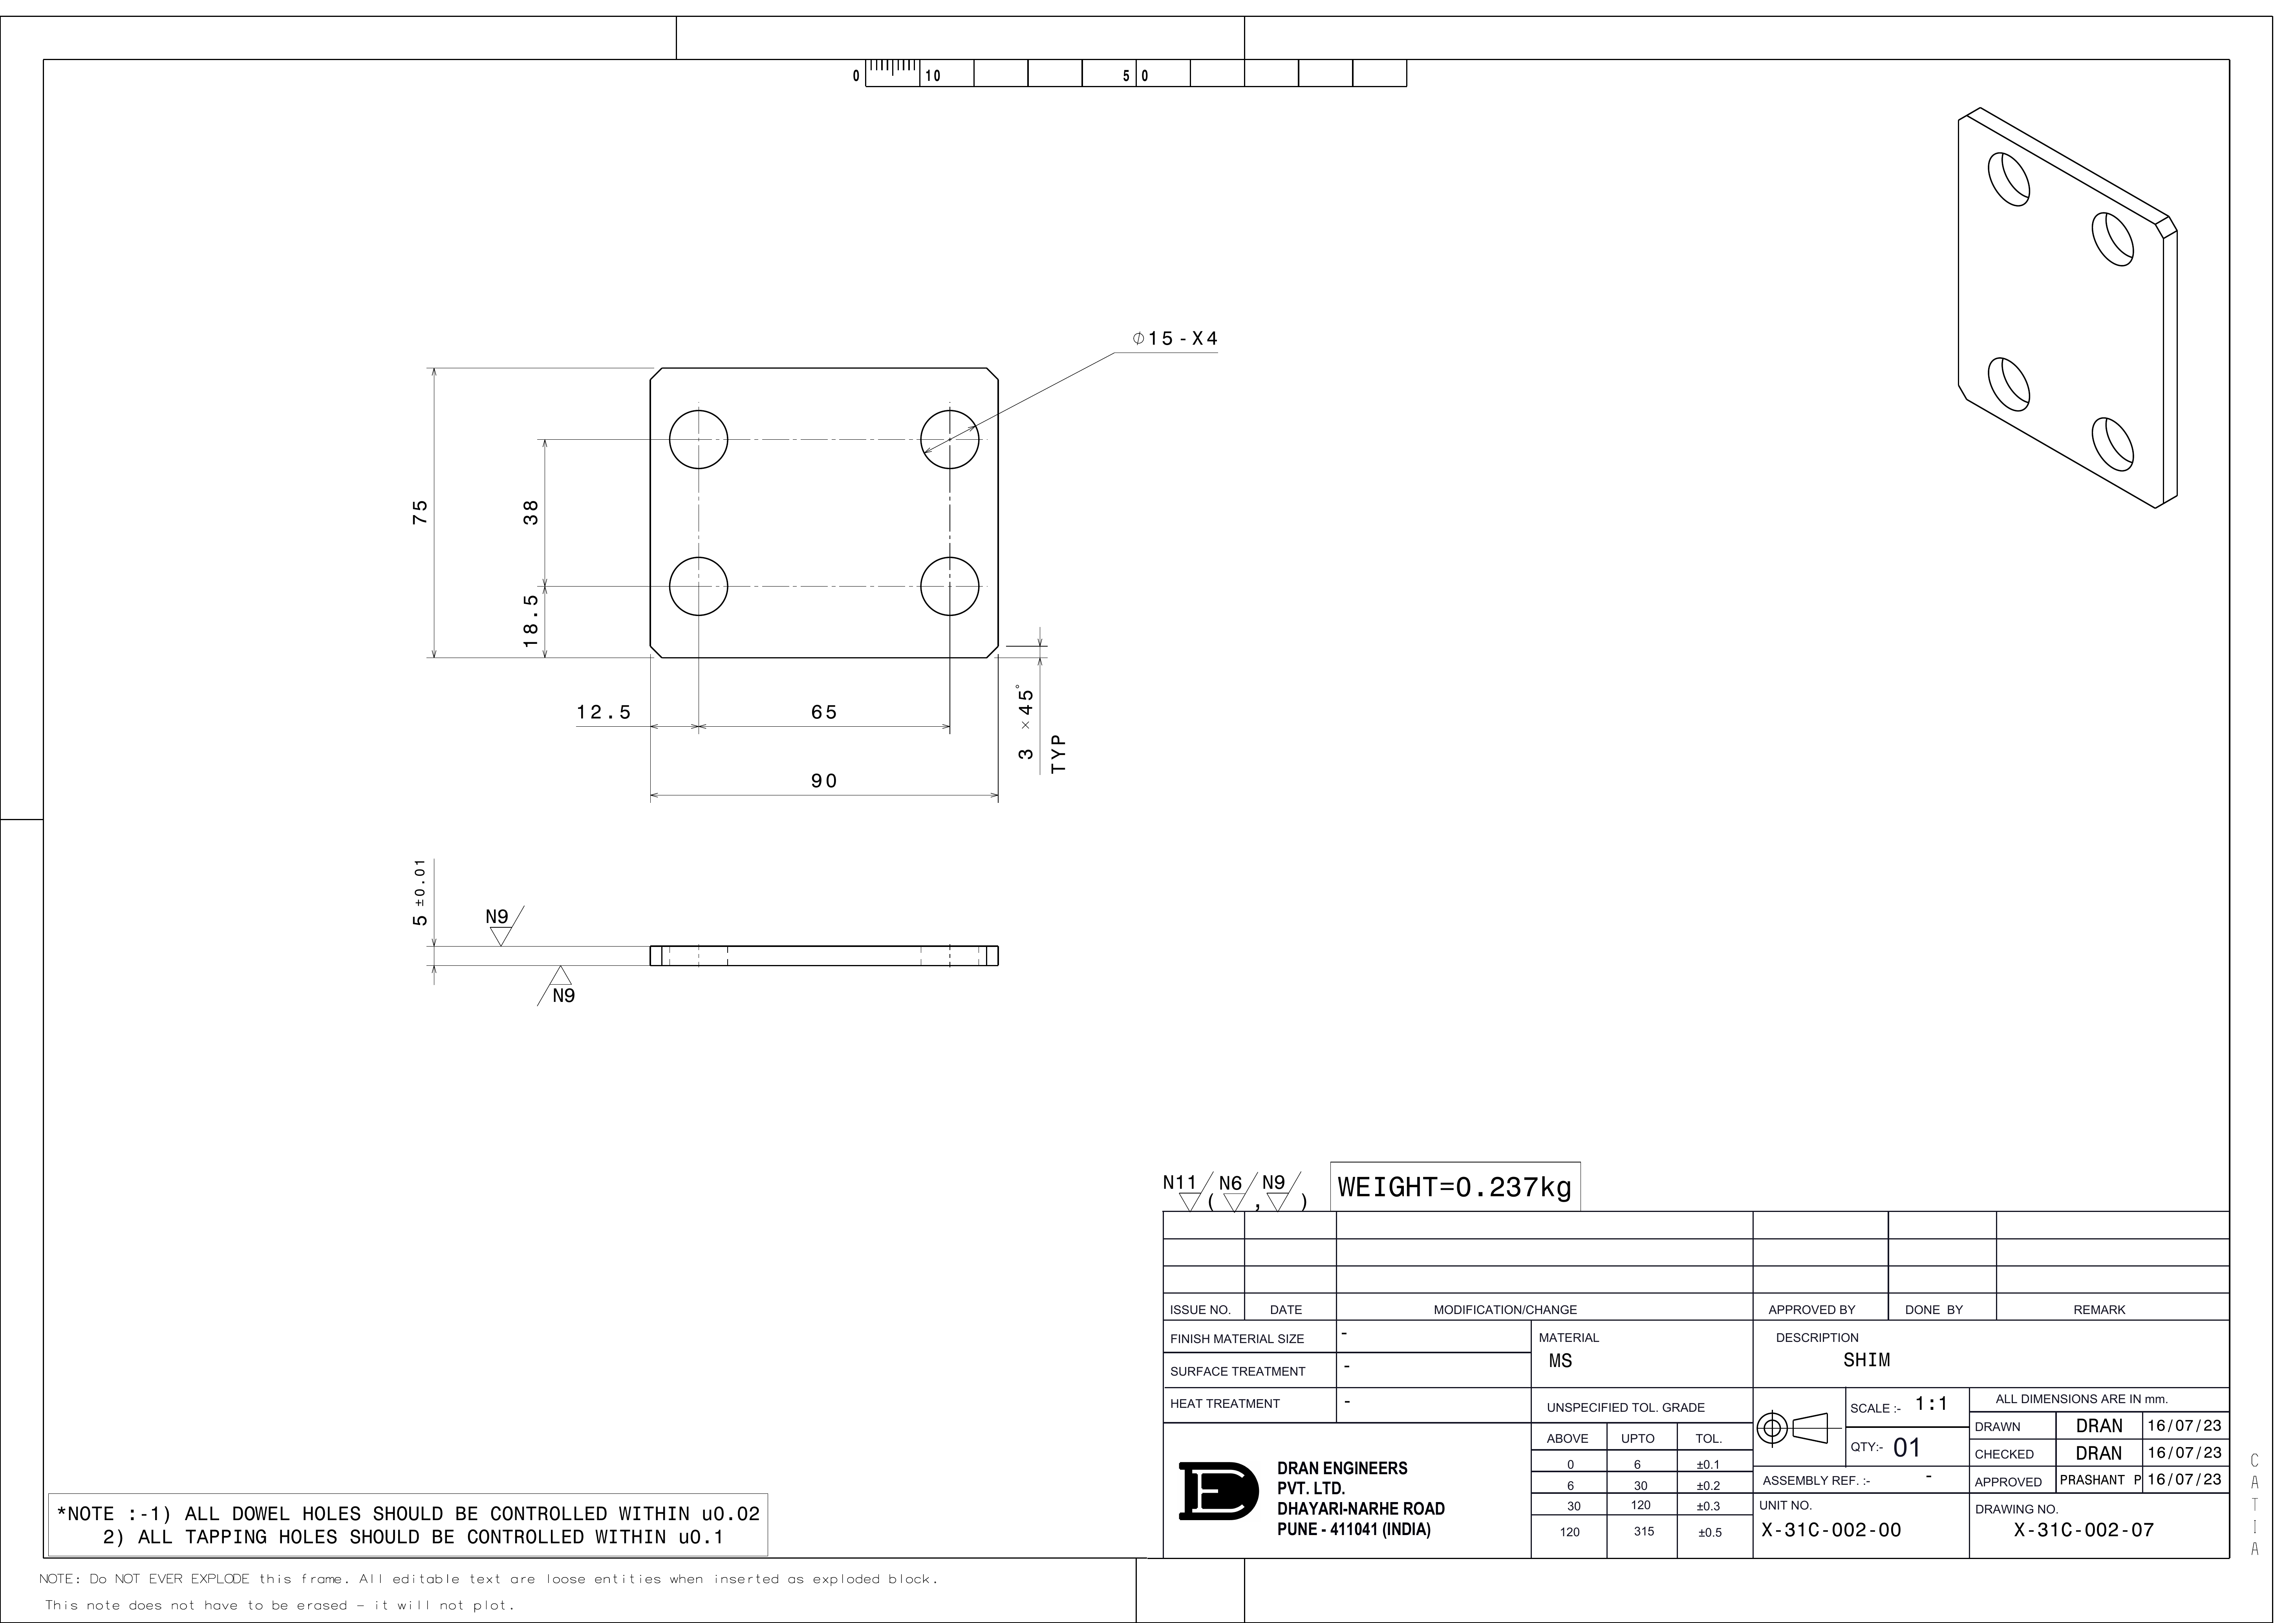 0 10 50
⌀15-X4
75
38
18.5
12.5
65
3 ×45°
TYP
90
5 ±0.01
N9
N9
N11 ( N6 , N9 )
WEIGHT=0.237kg
ISSUE NO. DATE MODIFICATION/CHANGE APPROVED BY DONE BY REMARK
FINISH MATERIAL SIZE -
SURFACE TREATMENT -
HEAT TREATMENT -
MATERIAL
MS
DESCRIPTION
SHIM
UNSPECIFIED TOL. GRADE
ABOVE UPTO TOL.
0 6 ±0.1
6 30 ±0.2
30 120 ±0.3
120 315 ±0.5
SCALE :- 1:1
QTY:- 01
ALL DIMENSIONS ARE IN mm.
DRAWN DRAN 16/07/23
CHECKED DRAN 16/07/23
APPROVED PRASHANT P 16/07/23
ASSEMBLY REF. :- -
UNIT NO.
X-31C-002-00
DRAWING NO.
X-31C-002-07
DRAN ENGINEERS
PVT. LTD.
DHAYARI-NARHE ROAD
PUNE - 411041 (INDIA)
*NOTE :-1) ALL DOWEL HOLES SHOULD BE CONTROLLED WITHIN u0.02
2) ALL TAPPING HOLES SHOULD BE CONTROLLED WITHIN u0.1
NOTE: Do NOT EVER EXPLODE this frame. All editable text are loose entities when inserted as exploded block.
This note does not have to be erased - it will not plot.
CATIA